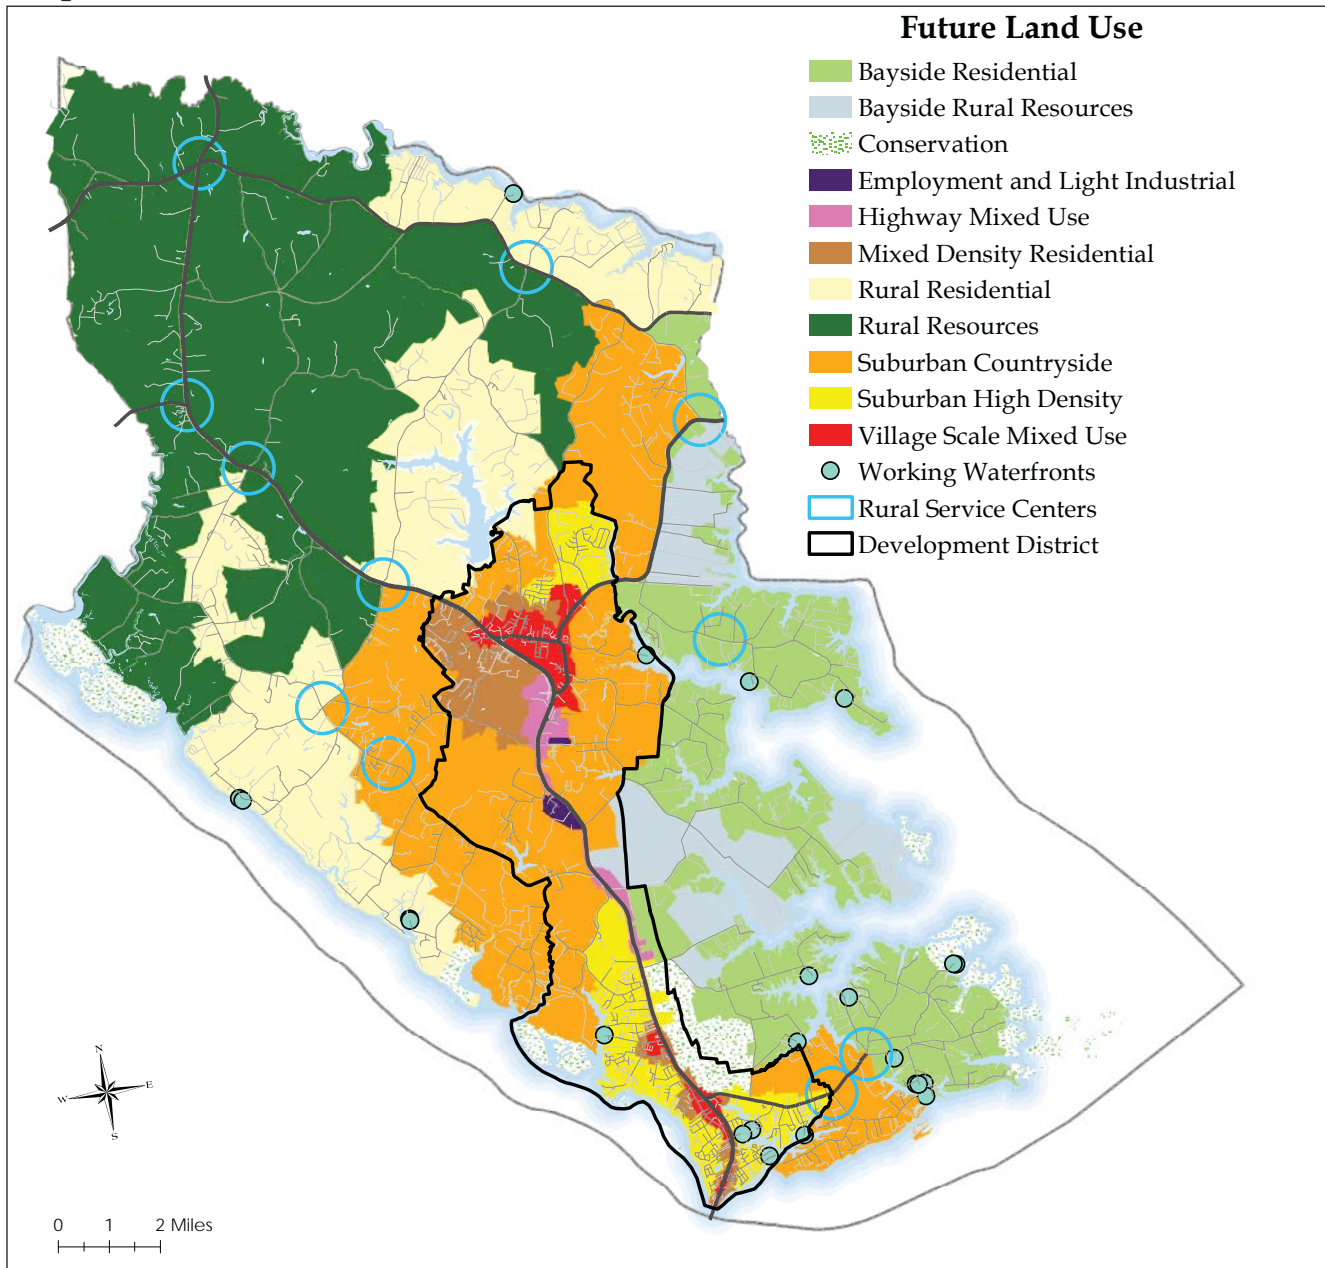 Future Land Use
Bayside Residential
Bayside Rural Resources
Conservation
Employment and Light Industrial
Highway Mixed Use
Mixed Density Residential
Rural Residential
Rural Resources
Suburban Countryside
Suburban High Density
Village Scale Mixed Use
Working Waterfronts
Rural Service Centers
Development District
N
W E
S
0 1 2 Miles